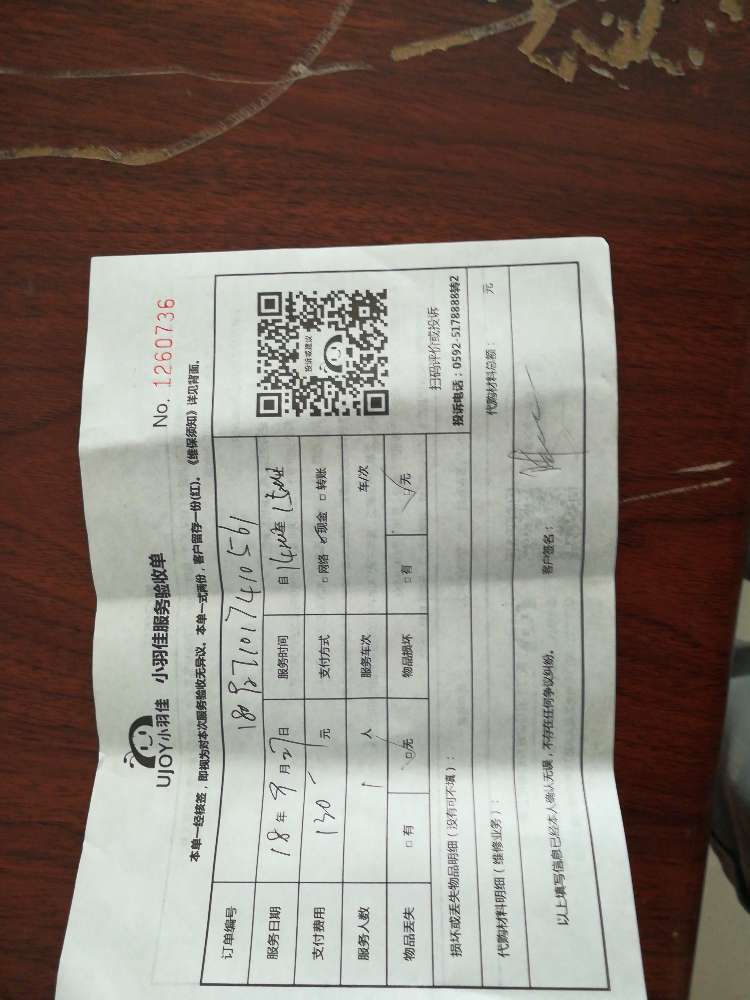 UJOY小羽佳 小羽佳服务验收单
No. 1260736
本单一经核签，即视为对本次服务验收无异议。本单一式两份，客户留存一份(红)。《维保须知》详见背面。
订单编号 1809271017410561
服务日期 18年9月27日 服务时间 自14:00至15:00
支付费用 130 元 支付方式 □网络 ☑现金 □转账
服务人数 1 人 服务车次 车/次
物品丢失 □有 ☑无 物品损坏 □有 ☑无
投诉或建议
扫码评价或投诉
投诉电话：0592-5178888转2
损坏或丢失物品明细（没有可不填）：
代购材料明细（维修业务）： 代购材料总额： 元
以上填写信息已经本人确认无误，不存在任何争议纠纷。 客户签名：